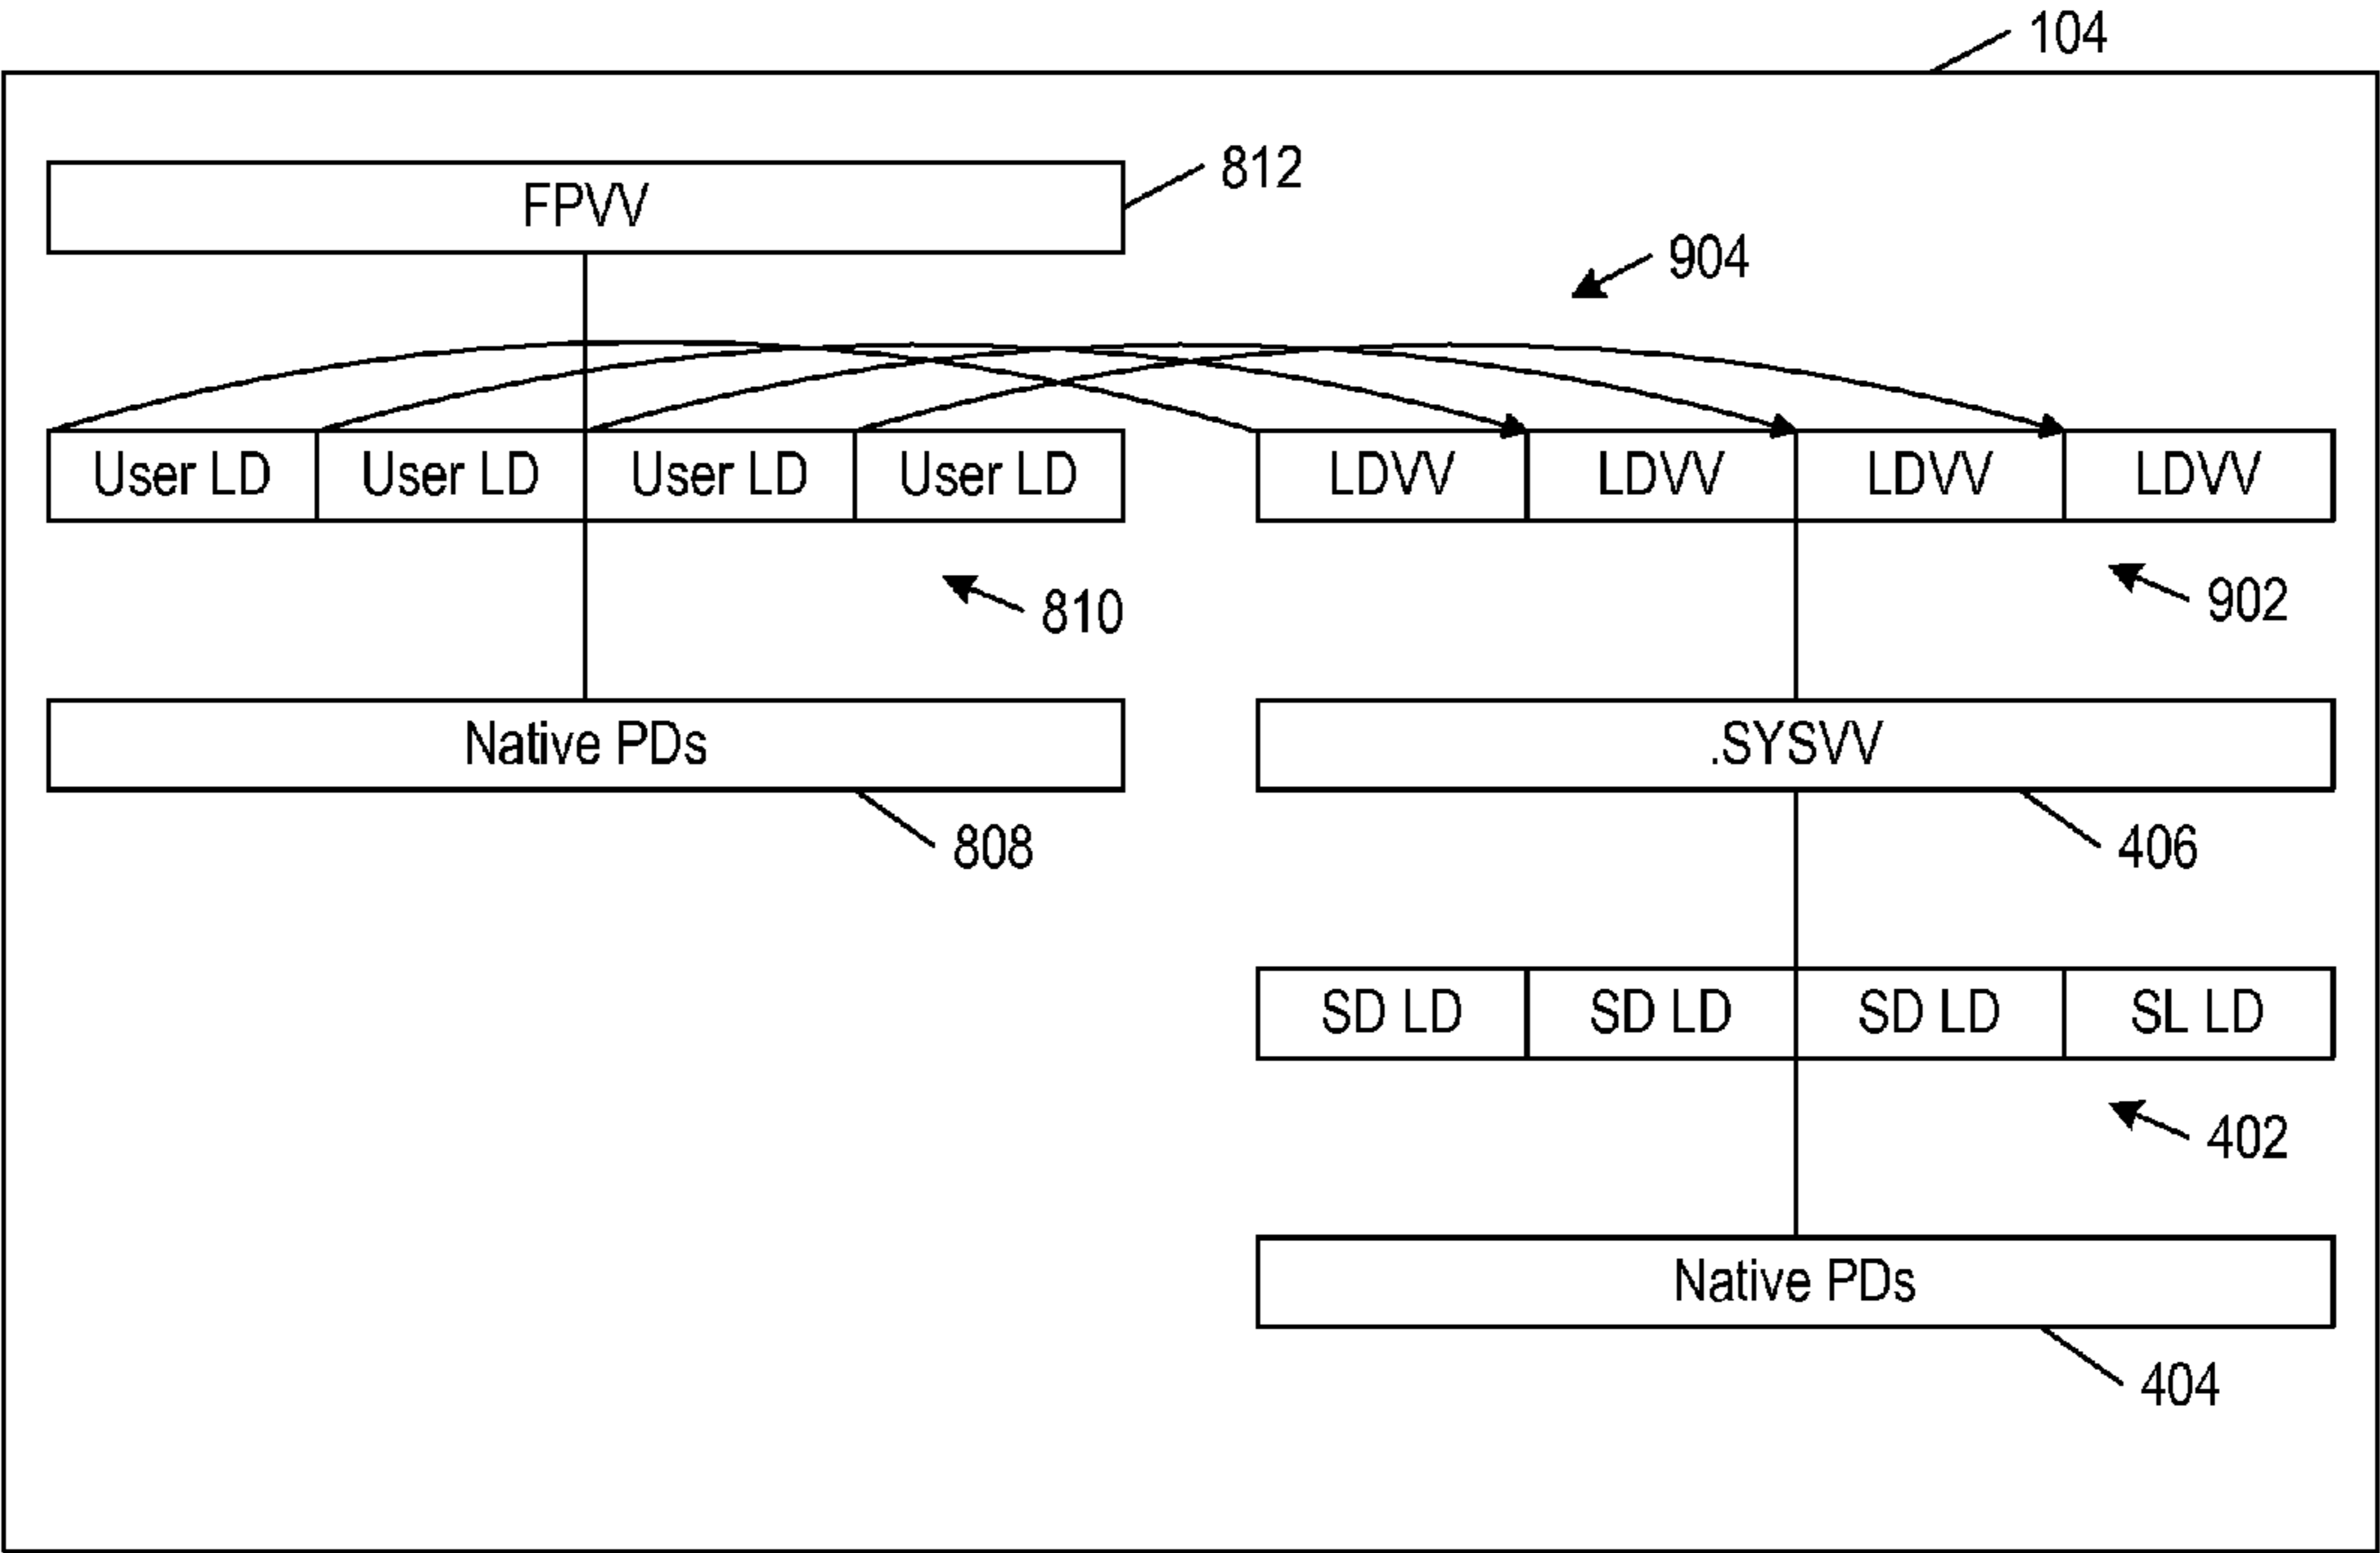 104
FPVV
812
904
User LD User LD User LD User LD LDVV LDVV LDVV LDVV
810
902
Native PDs .SYSVV
808
406
SD LD SD LD SD LD SL LD
402
Native PDs
404